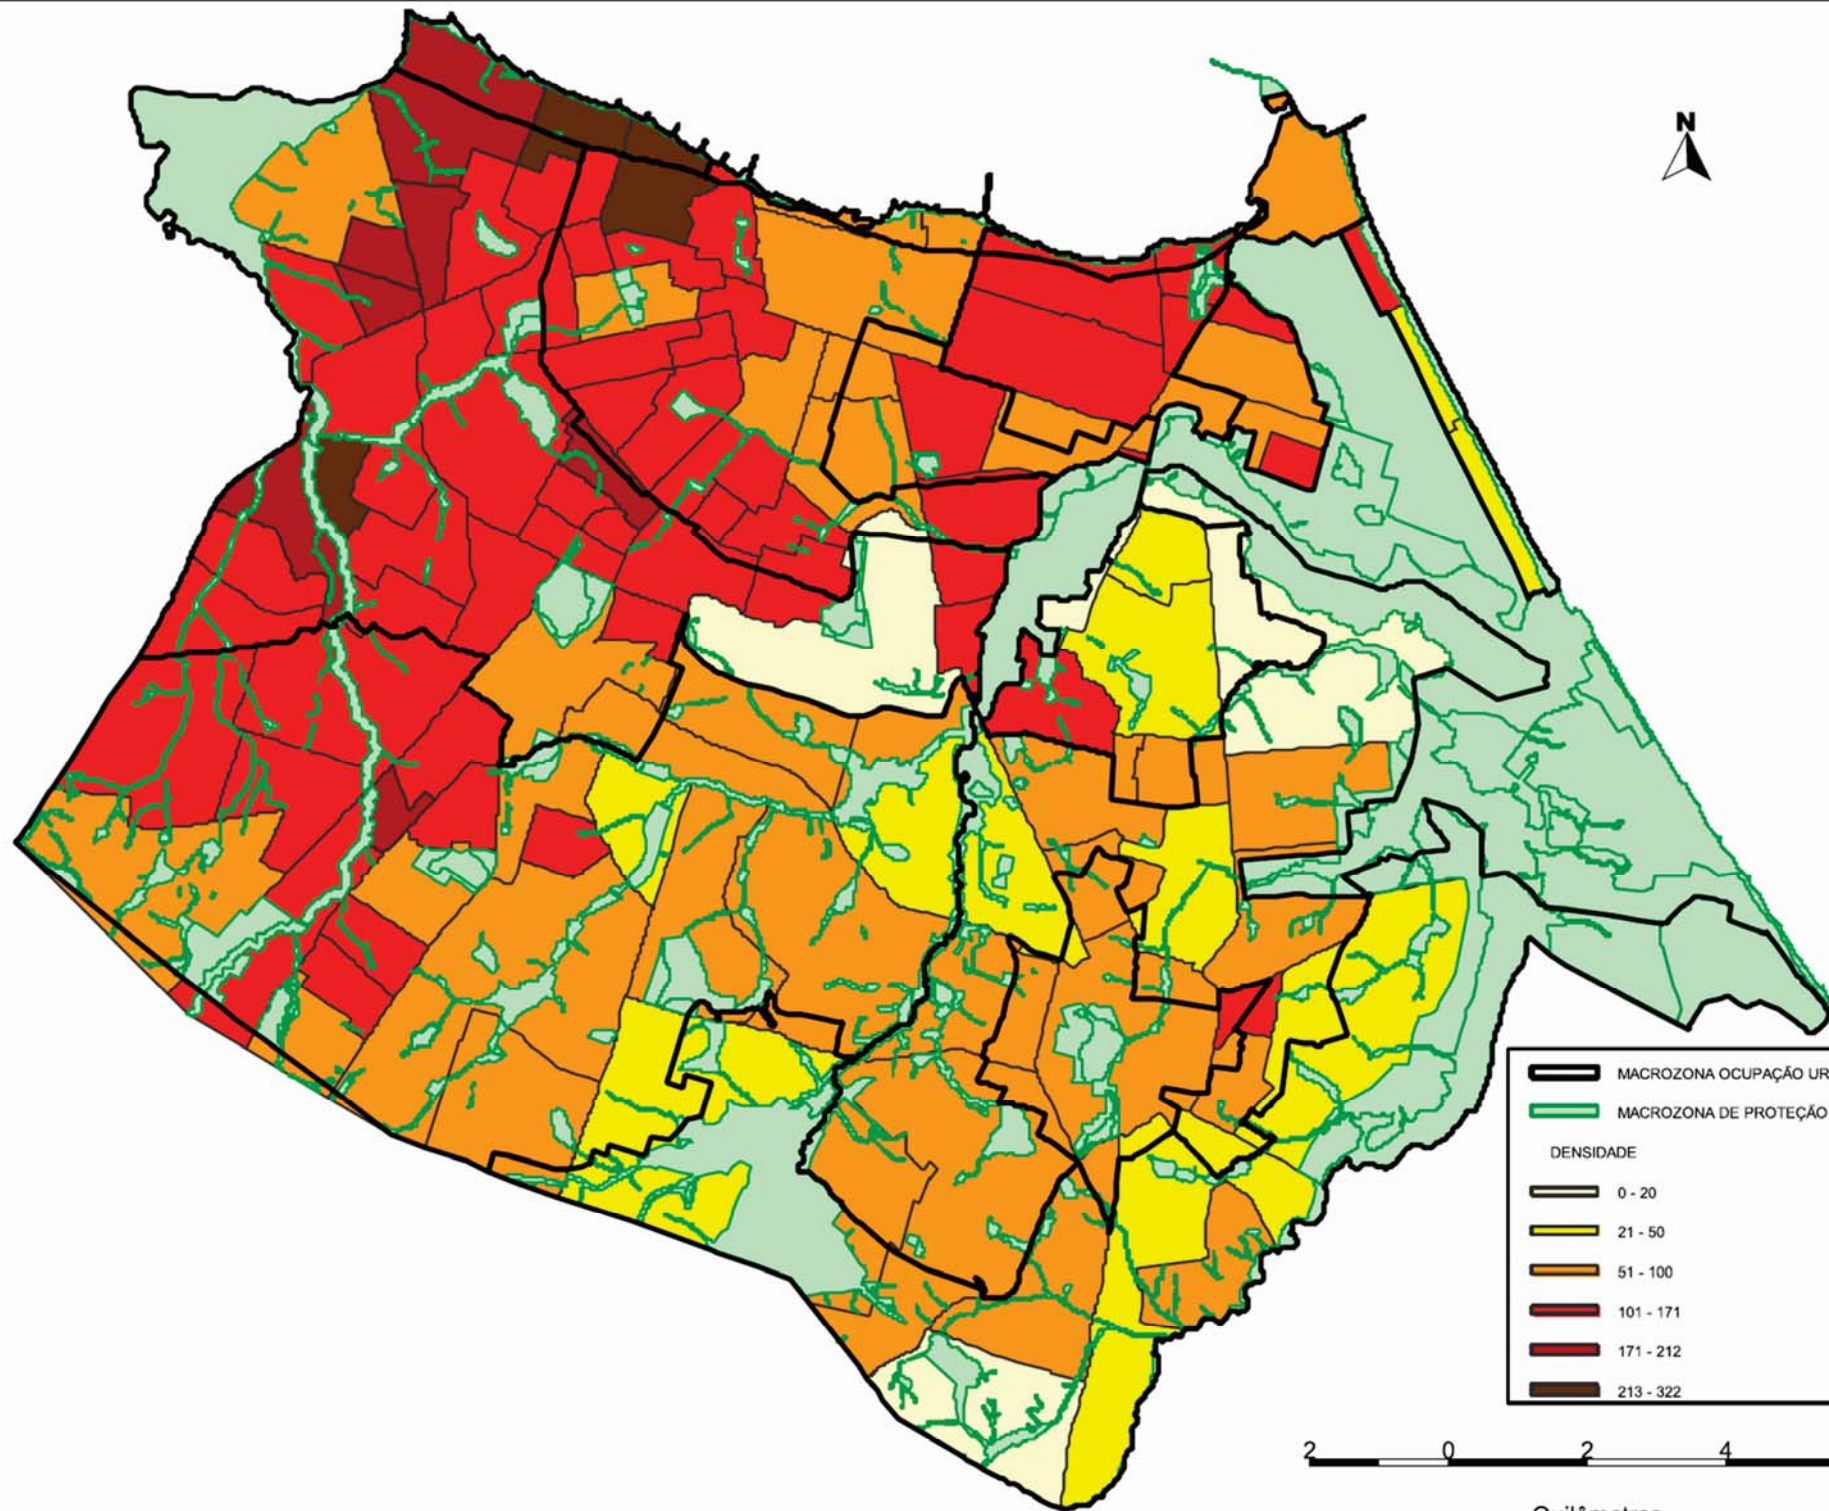 N
MACROZONA OCUPAÇÃO UR
MACROZONA DE PROTEÇÃO
DENSIDADE
0 - 20
21 - 50
51 - 100
101 - 171
171 - 212
213 - 322
2 0 2 4
Quilômetros